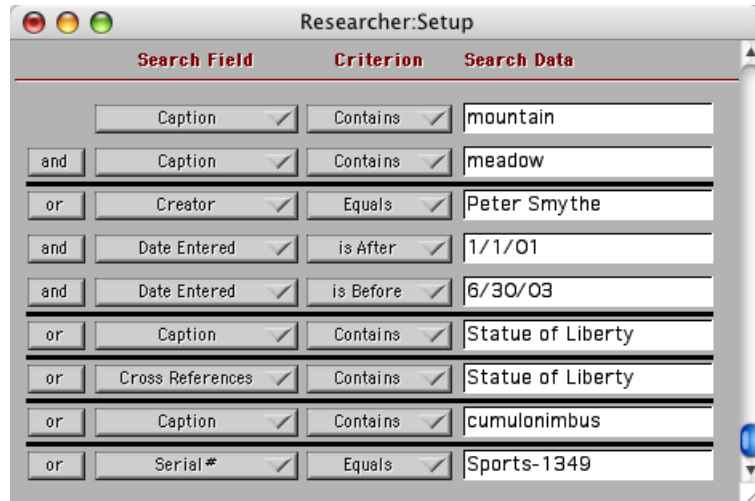 Researcher:Setup
Search Field Criterion Search Data
Caption Contains mountain
and Caption Contains meadow
or Creator Equals Peter Smythe
and Date Entered is After 1/1/01
and Date Entered is Before 6/30/03
or Caption Contains Statue of Liberty
or Cross References Contains Statue of Liberty
or Caption Contains cumulonimbus
or Serial# Equals Sports-1349